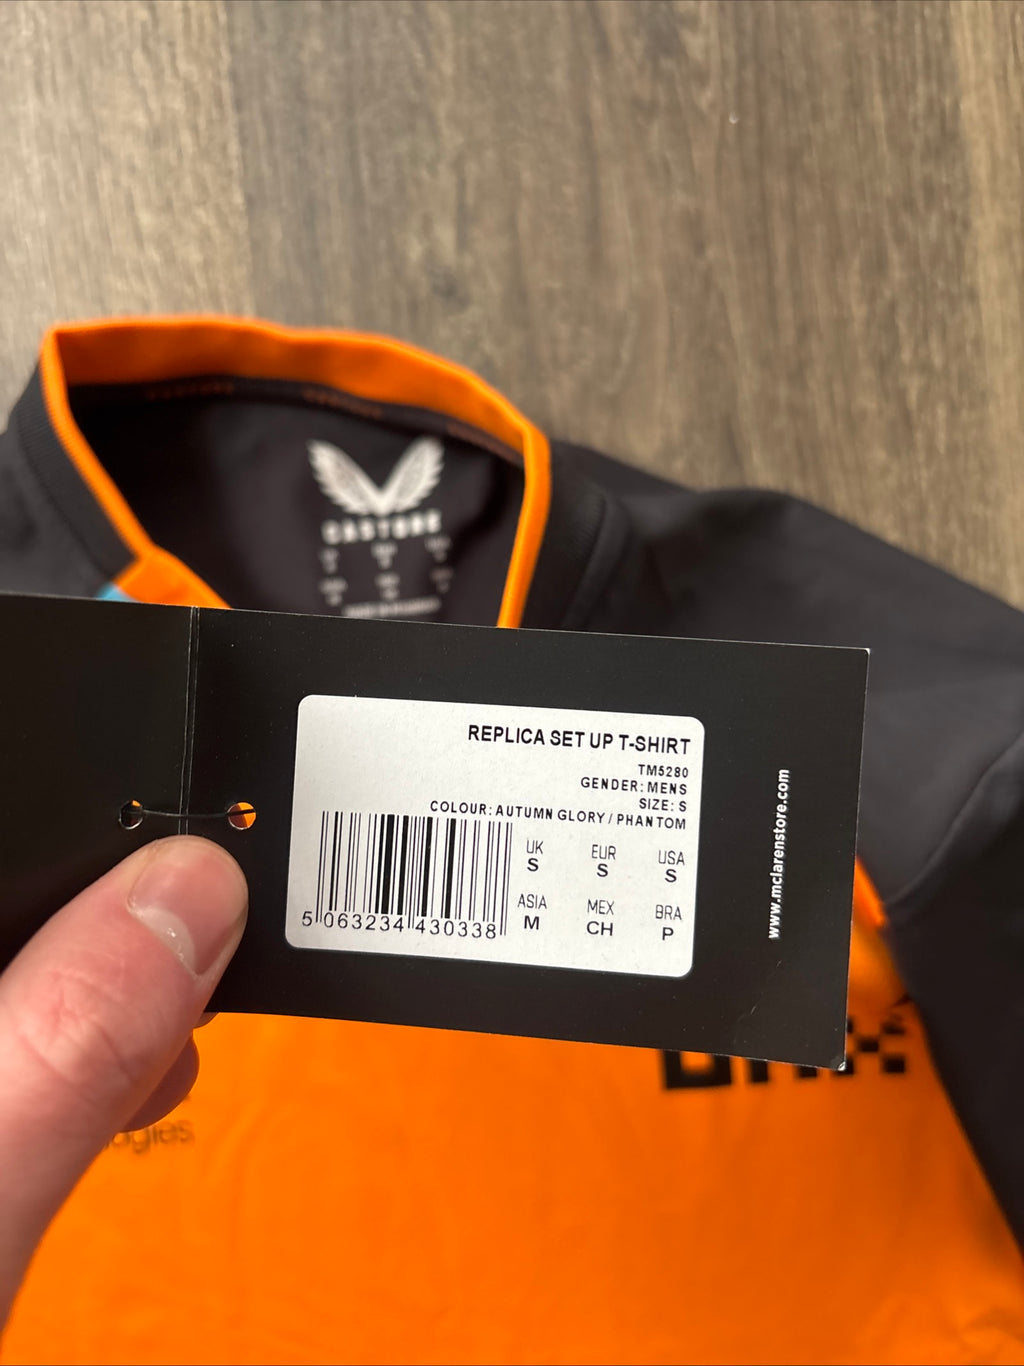 CASTORE
REPLICA SET UP T-SHIRT
TM5280
GENDER: MENS
SIZE: S
COLOUR: AUTUMN GLORY / PHANTOM
UK EUR USA
S S S
ASIA MEX BRA
M CH P
5 063234 430338
www.mclarenstore.com